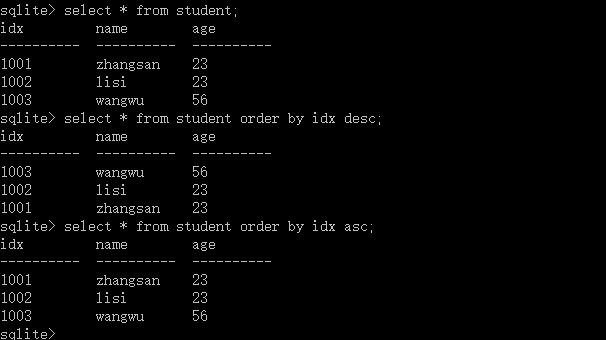 sqlite> select * from student;
idx         name        age
----------  ----------  ----------
1001        zhangsan    23
1002        lisi        23
1003        wangwu      56
sqlite> select * from student order by idx desc;
idx         name        age
----------  ----------  ----------
1003        wangwu      56
1002        lisi        23
1001        zhangsan    23
sqlite> select * from student order by idx asc;
idx         name        age
----------  ----------  ----------
1001        zhangsan    23
1002        lisi        23
1003        wangwu      56
sqlite>